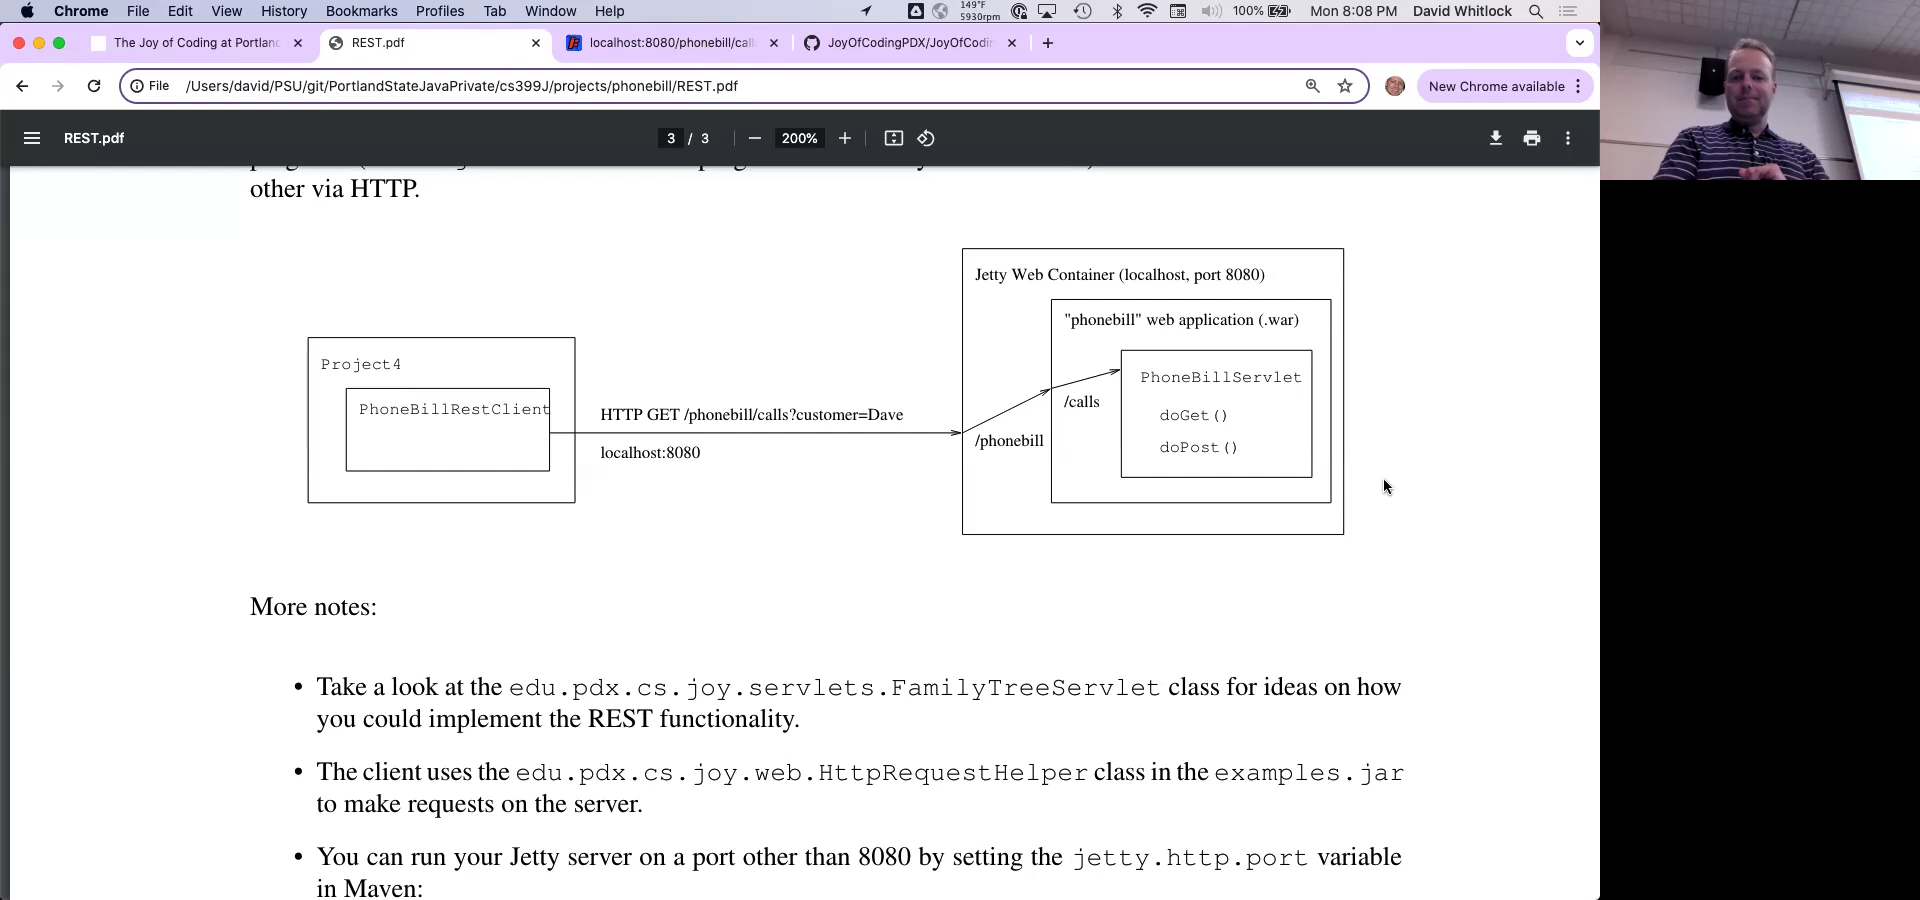 Chrome File Edit View History Bookmarks Profiles Tab Window Help 149°F 5930rpm 100% Mon 8:08 PM David Whitlock
The Joy of Coding at Portlan REST.pdf localhost:8080/phonebill/call JoyOfCodingPDX/JoyOfCodin
File /Users/david/PSU/git/PortlandStateJavaPrivate/cs399J/projects/phonebill/REST.pdf New Chrome available
REST.pdf 3 / 3 200%
other via HTTP.
Jetty Web Container (localhost, port 8080)
"phonebill" web application (.war)
Project4
PhoneBillRestClient
HTTP GET /phonebill/calls?customer=Dave
localhost:8080
/phonebill
/calls
PhoneBillServlet
doGet()
doPost()
More notes:
• Take a look at the edu.pdx.cs.joy.servlets.FamilyTreeServlet class for ideas on how
you could implement the REST functionality.
• The client uses the edu.pdx.cs.joy.web.HttpRequestHelper class in the examples.jar
to make requests on the server.
• You can run your Jetty server on a port other than 8080 by setting the jetty.http.port variable
in Maven: